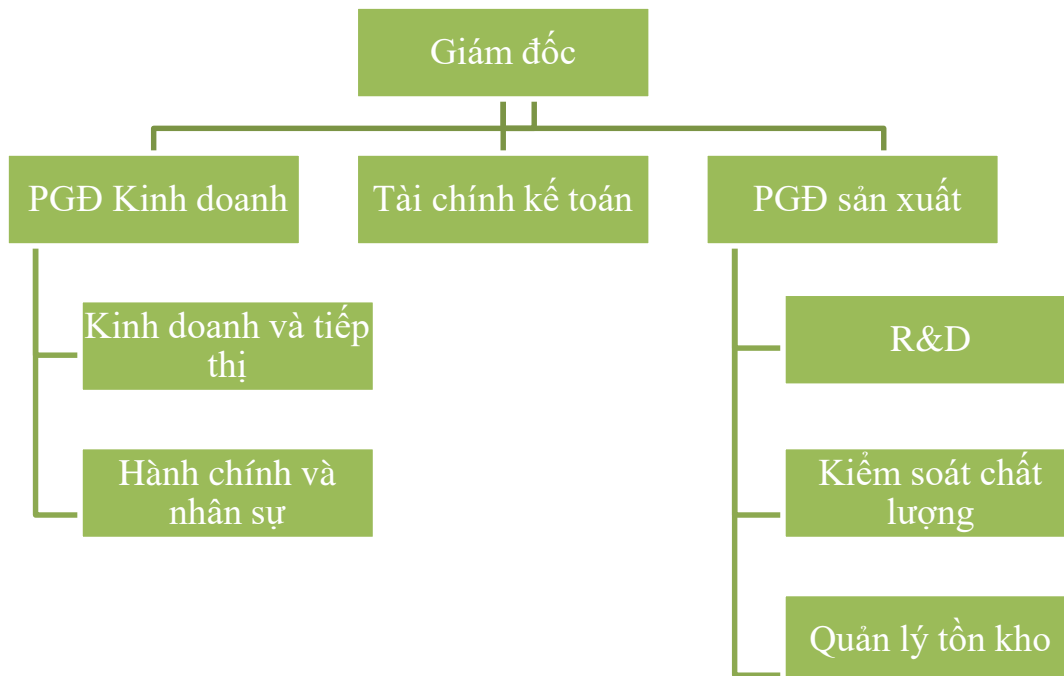 Giám đốc
PGĐ Kinh doanh
Tài chính kế toán
PGĐ sản xuất
Kinh doanh và tiếp
thị
Hành chính và
nhân sự
R&D
Kiểm soát chất
lượng
Quản lý tồn kho